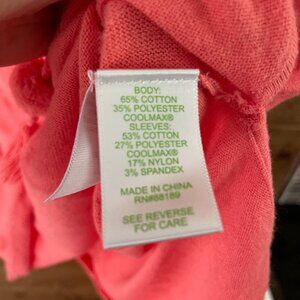 BODY:
65% COTTON
35% POLYESTER
COOLMAX®
SLEEVES:
53% COTTON
27% POLYESTER
COOLMAX®
17% NYLON
3% SPANDEX
MADE IN CHINA
RN#88189
SEE REVERSE
FOR CARE